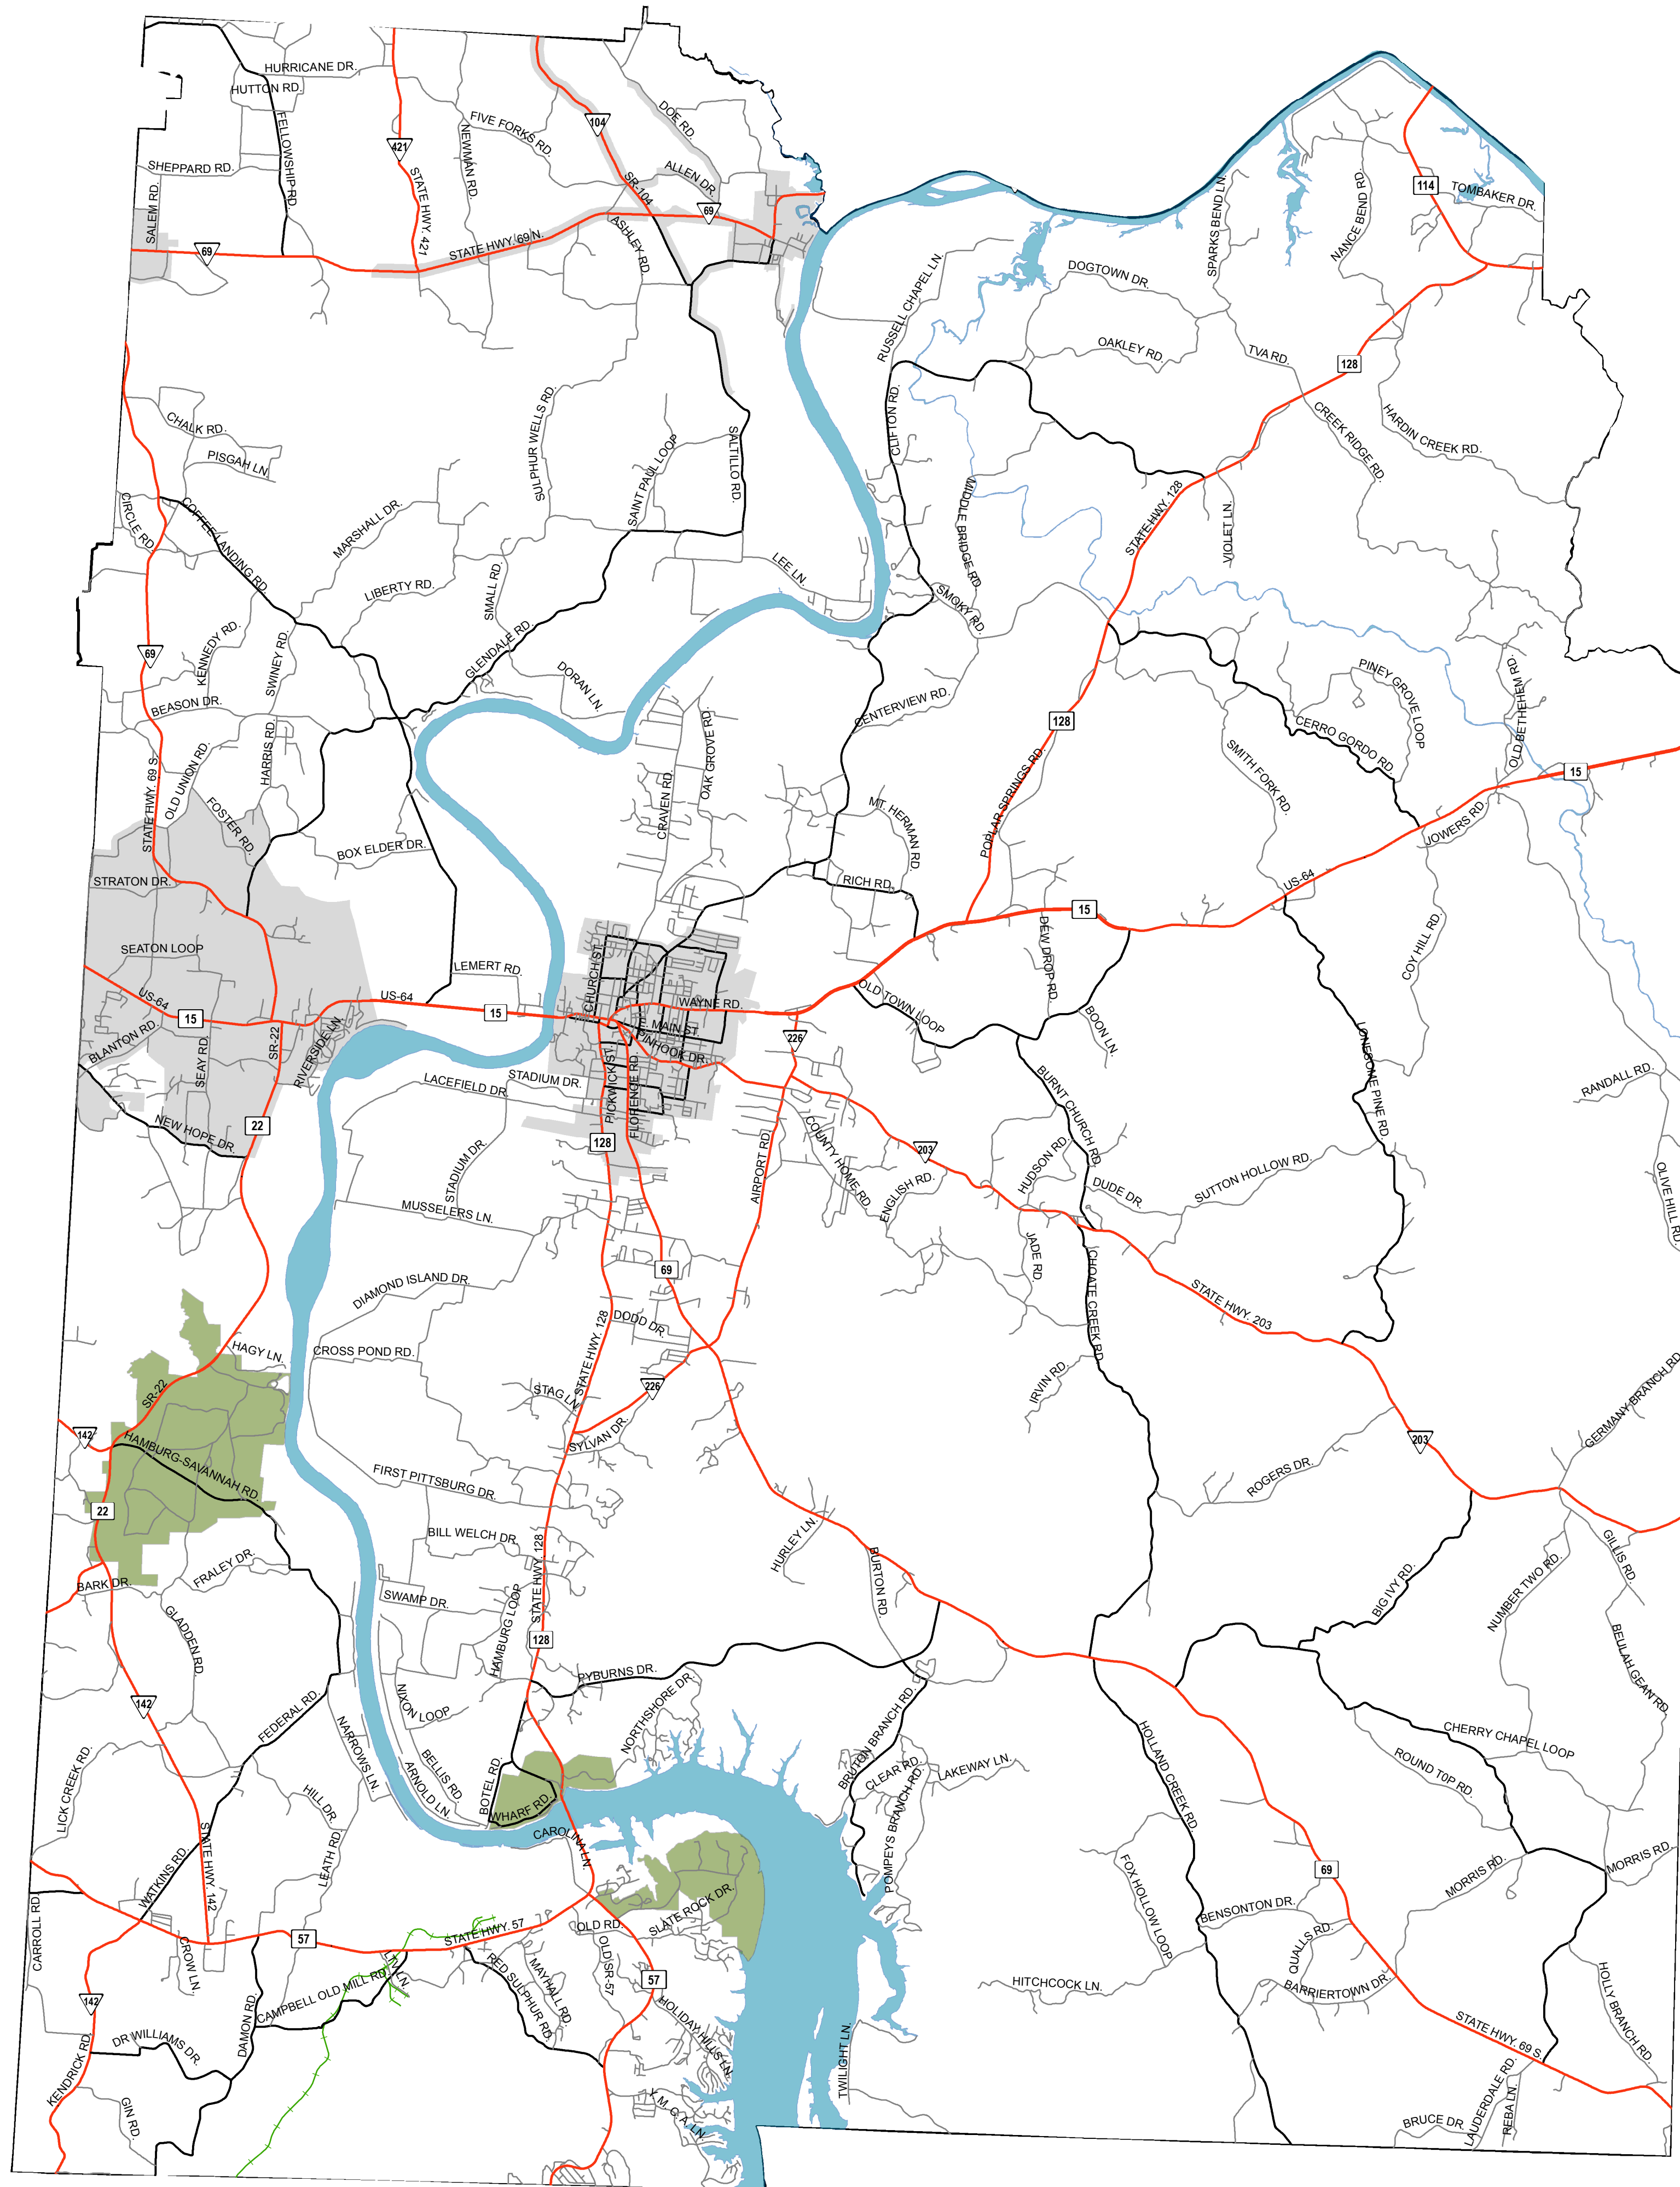 HURRICANE DR.
HUTTON RD.
FELLOWSHIP RD.
SHEPPARD RD.
SALEM RD.
69
421
STATE HWY. 421
NEWMAN RD.
FIVE FORKS RD.
104
DOE RD.
ALLEN DR.
SR-104
69
ASHLEY RD.
STATE HWY. 69 N.
114
TOMBAKER DR.
NANCE BEND RD.
SPARKS BEND LN.
DOGTOWN DR.
RUSSELL CHAPEL LN.
OAKLEY RD.
TVA RD.
128
CREEK RIDGE RD.
HARDIN CREEK RD.
CHALK RD.
PISGAH LN.
SULPHUR WELLS RD.
SAINT PAUL LOOP
SALTILLO RD.
CLIFTON RD.
CIRCLE RD.
COFFEE LANDING RD.
MARSHALL DR.
LIBERTY RD.
SMALL RD.
LEE LN.
MIDDLE BRIDGE RD.
SMOKY RD.
STATE HWY. 128
VIOLET LN.
69
KENNEDY RD.
SWINEY RD.
GLENDALE RD.
DORAN LN.
BEASON DR.
CENTERVIEW RD.
128
PINEY GROVE LOOP
OLD BETHEHEM RD.
CERRO GORDO RD.
15
STATE HWY. 69 S.
OLD UNION RD.
HARRIS RD.
FOSTER RD.
CRAVEN RD.
OAK GROVE RD.
SMITH FORK RD.
POPLAR SPRINGS RD.
MT. HERMAN RD.
JOWERS RD.
BOX ELDER DR.
STRATON DR.
RICH RD.
US-64
15
SEATON LOOP
LEMERT RD.
CHURCH ST.
DEW DROP RD.
COY HILL RD.
US-64
15
US-64
15
WAYNE RD.
OLD TOWN LOOP
BOON LN.
LONESOME PINE RD.
BLANTON RD.
SEAY RD.
SR-22
RIVERSIDE LN.
MAIN ST.
PINHOOK DR.
226
LACEFIELD DR.
STADIUM DR.
PICKWICK ST.
FLORENCE RD.
RANDALL RD.
22
NEW HOPE DR.
128
STADIUM DR.
AIRPORT RD.
COUNTY HOME RD.
ENGLISH RD.
203
BURNT CHURCH RD.
HUDSON RD.
DUDE DR.
SUTTON HOLLOW RD.
OLIVE HILL RD.
MUSSELERS LN.
JADE RD.
CHOATE CREEK RD.
69
DIAMOND ISLAND DR.
STATE HWY. 203
DODD DR.
HAGY LN.
CROSS POND RD.
STATE HWY. 128
STAG LN.
226
IRVIN RD.
GERMANY BRANCH RD.
SR-22
142
HAMBURG-SAVANNAH RD.
SYLVAN DR.
203
ROGERS DR.
22
FIRST PITTSBURG DR.
BILL WELCH DR.
HURLEY LN.
BURTON RD.
STATE HWY. 128
BARK DR.
FRALEY DR.
SWAMP DR.
HAMBURG LOOP
128
GLADDEN RD.
BIG IVY RD.
NUMBER TWO RD.
GILLIS RD.
BEULAH GEAN RD.
PYBURNS DR.
NORTHSHORE DR.
142
FEDERAL RD.
NIXON LOOP
NARROWS LN.
ARNOLD LN.
BELLIS RD.
BOTEL RD.
WHARF RD.
BRUTON BRANCH RD.
CLEAR RD.
LAKEWAY LN.
POMPEYS BRANCH RD.
HOLLAND CREEK RD.
CHERRY CHAPEL LOOP
ROUND TOP RD.
LICK CREEK RD.
HILL DR.
LEATH RD.
CAROLINA LN.
STATE HWY. 142
WATKINS RD.
CARROLL RD.
CROW LN.
57
STATE HWY. 57
OLD RD.
SLATE ROCK DR.
FOX HOLLOW LOOP
69
MORRIS RD.
MORRIS RD.
BENSONTON DR.
QUALLS RD.
BARRIERTOWN DR.
HITCHCOCK LN.
142
DAMON RD.
CAMPBELL OLD MILL RD.
RED SULPHUR RD.
MAYHALL RD.
OLD SR-57
57
HOLIDAY HILLS LN.
TWILIGHT LN.
HOLLY BRANCH RD.
STATE HWY. 69 S.
DR WILLIAMS DR.
KENDRICK RD.
GIN RD.
Y. M. C. A. LN.
BRUCE DR.
LAUDERDALE RD.
REBA LN.